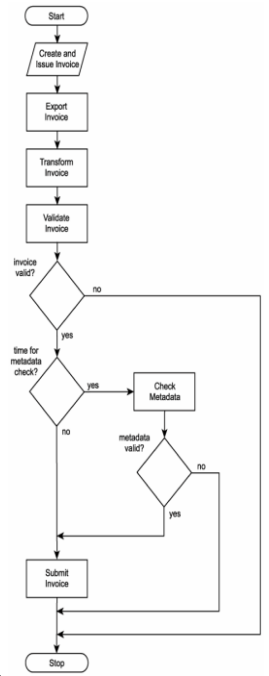 Start
Create and
Issue Invoice
Export
Invoice
Transform
Invoice
Validate
Invoice
invoice
valid?
no
yes
time for
metadata
check?
yes
Check
Metadata
no
metadata
valid?
no
yes
Submit
Invoice
Stop